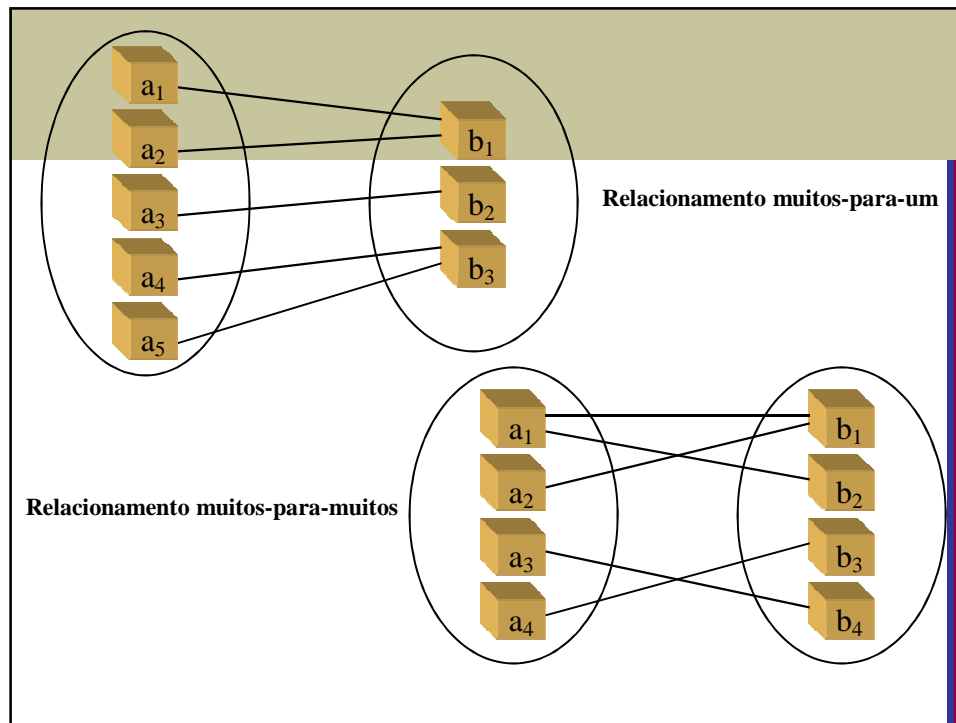 a₁
a₂
a₃
a₄
a₅
b₁
b₂
b₃
Relacionamento muitos-para-um
Relacionamento muitos-para-muitos
a₁
a₂
a₃
a₄
b₁
b₂
b₃
b₄